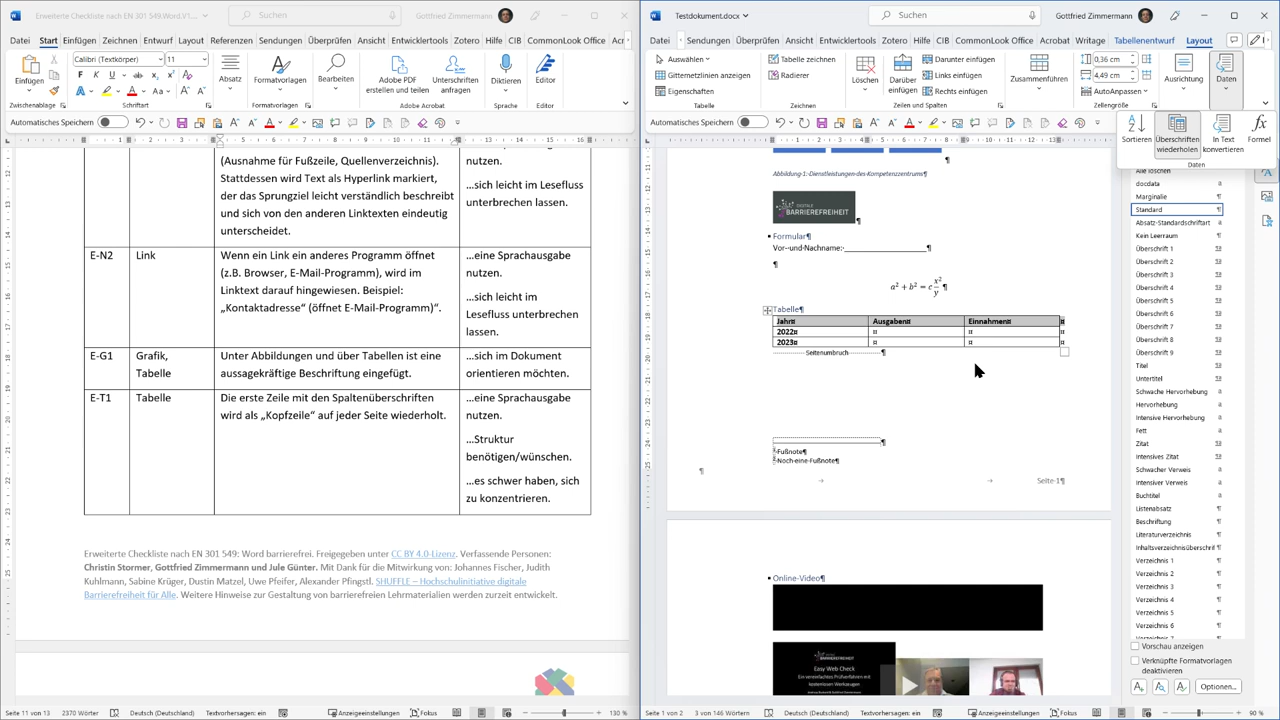 Erweiterte Checkliste nach EN 301 549:Word.V1...
Suchen
Gottfried Zimmermann
Datei Start Einfügen Zeichnen Entwurf Layout Referenzen Sendungen Überprüfen Ansicht Entwicklertools Zotero Hilfe CIB CommonLook Office
Calibri (Textkörper) 11
Einfügen
Absatz
Formatvorlagen
Bearbeitung
Adobe PDF erstellen und teilen
Unterschriften anfragen
Diktieren
Editor
Zwischenablage
Schriftart
Formatvorlagen
Adobe Acrobat
Sprache
Editor
Automatisches Speichern
(Ausnahme für Fußzeile, Quellenverzeichnis).
Stattdessen wird Text als Hyperlink markiert,
der das Sprungziel leicht verständlich beschreibt
und sich von den anderen Linktexten eindeutig
unterscheidet.
nutzen.
…sich leicht im Lesefluss
unterbrechen lassen.
Wenn ein Link ein anderes Programm öffnet
(z.B. Browser, E-Mail-Programm), wird im
Linktext darauf hingewiesen. Beispiel:
„Kontaktadresse“ (öffnet E-Mail-Programm)“.
…eine Sprachausgabe
nutzen.
…sich leicht im
Lesefluss unterbrechen
lassen.
E-B1
Grafik,
Tabelle
Unter Abbildungen und über Tabellen ist eine
aussagekräftige Beschriftung eingefügt.
…sich im Dokument
orientieren möchten.
E-T1
Tabelle
Die erste Zeile mit den Spaltenüberschriften
wird als „Kopfzeile“ auf jeder Seite wiederholt.
…eine Sprachausgabe
nutzen.
…Struktur
benötigen/wünschen.
…es schwer haben, sich
zu konzentrieren.
Erweiterte Checkliste nach EN 301 549: Word barrierefrei. Freigegeben unter CC BY 4.0-Lizenz. Verfassende Personen:
Christin Stormer, Gottfried Zimmermann und Jule Günter. Mit Dank für die Mitwirkung von: Johannes Fischer, Judith
Kuhlmann, Sabine Krüger, Dustin Matzel, Uwe Pfeifer, Alexander Pfingstl. SHUFFLE – Hochschulinitiative digitale
Barrierefreiheit für Alle. Weitere Hinweise zur Gestaltung von barrierefreien Lehrmaterialien werden zurzeit entwickelt.
Seite 11 von 13 2370 Wörter Textvorhersagen: ein Anzeigeeinstellungen 130 %
Testdokument.docx
Suchen
Gottfried Zimmermann
Datei Sendungen Überprüfen Ansicht Entwicklertools Zotero Hilfe CIB CommonLook Office Acrobat Writage Tabellenentwurf Layout
Auswählen
Gitternetzlinien anzeigen
Eigenschaften
Tabelle
Tabelle zeichnen
Radierer
Zeichnen
Löschen
Darüber einfügen
Darunter einfügen
Links einfügen
Rechts einfügen
Zeilen und Spalten
Zusammenführen
0,36 cm
4,49 cm
AutoAnpassen
Zellengröße
Ausrichtung
Daten
Automatisches Speichern
Sortieren
Überschriften wiederholen
In Text konvertieren
Formel
Daten
¶
Abbildung·1:·Dienstleistungen·des·Kompetenzzentrums¶
DIGITALE
BARRIEREFREIHEIT ¶
Formular¶
Vor-·und·Nachname:·____________________¶
¶
a² + b² = c x²/y ¶
Tabelle¶
Jahr¤ Ausgaben¤ Einnahmen¤ ¤
2022¤ ¤ ¤ ¤
2023¤ ¤ ¤ ¤
Seitenumbruch ¶
¶
·Fußnote¶
·Noch·eine·Fußnote¶
¶
→ → Seite·1¶
Online-Video¶
BARRIEREFREIHEIT
Easy Web Check
Ein vereinfachtes Prüfverfahren mit
kostenlosen Werkzeugen
Alle löschen
docdata a
Marginalie ¶
Standard ¶
Absatz-Standardschriftart a
Kein Leerraum ¶
Überschrift 1
Überschrift 2
Überschrift 3
Überschrift 4
Überschrift 5
Überschrift 6
Überschrift 7
Überschrift 8
Überschrift 9
Titel
Untertitel
Schwache Hervorhebung a
Hervorhebung a
Intensive Hervorhebung a
Fett a
Zitat
Intensives Zitat
Schwacher Verweis a
Intensiver Verweis a
Buchtitel a
Listenabsatz ¶
Beschriftung ¶
Literaturverzeichnis ¶
Inhaltsverzeichnisüberschrif ¶
Verzeichnis 1 ¶
Verzeichnis 2 ¶
Verzeichnis 3 ¶
Verzeichnis 4 ¶
Verzeichnis 5 ¶
Verzeichnis 6 ¶
Vorschau anzeigen
Verknüpfte Formatvorlagen
deaktivieren
Optionen...
Seite 1 von 2 3 von 146 Wörtern Deutsch (Deutschland) Textvorhersagen: ein Anzeigeeinstellungen Fokus 90 %